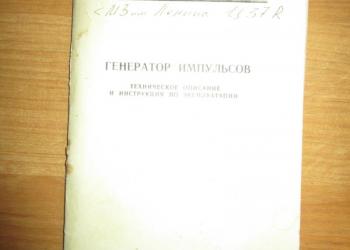 ГЕНЕРАТОР ИМПУЛЬСОВ
ТЕХНИЧЕСКОЕ ОПИСАНИЕ
И ИНСТРУКЦИЯ ПО ЭКСПЛУАТАЦИИ